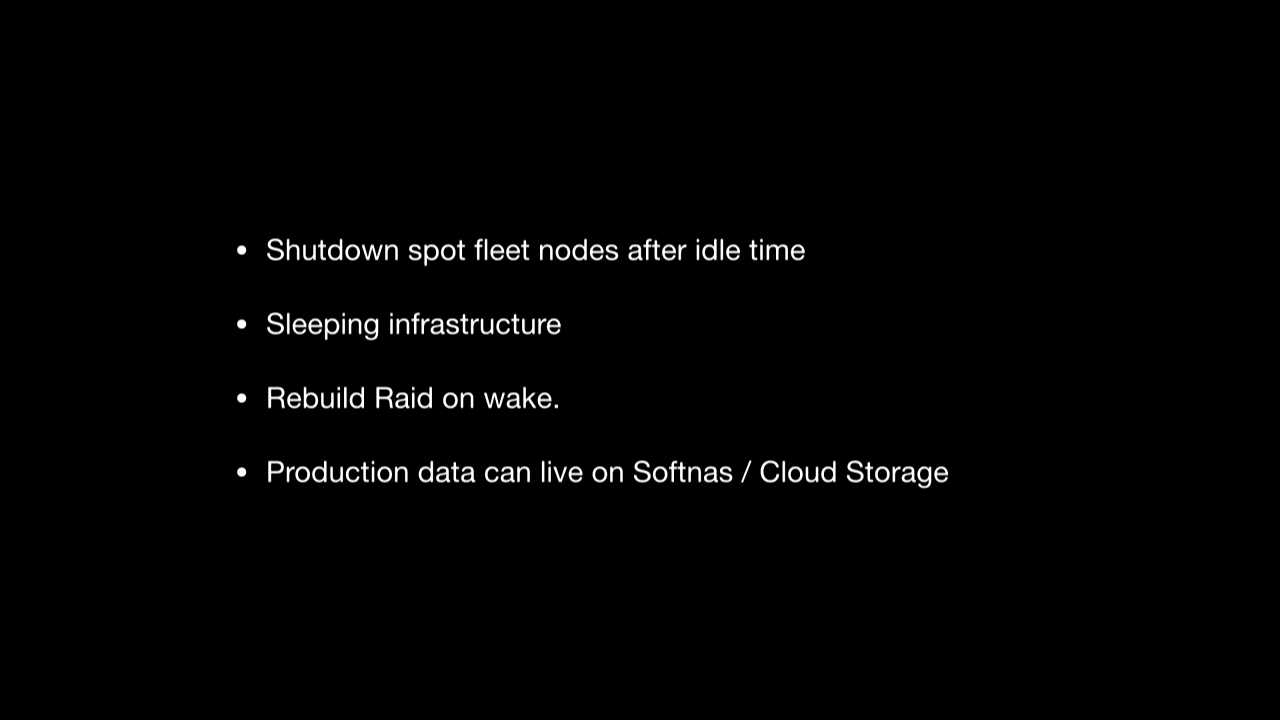 • Shutdown spot fleet nodes after idle time
• Sleeping infrastructure
• Rebuild Raid on wake.
• Production data can live on Softnas / Cloud Storage